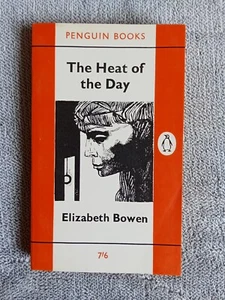 PENGUIN BOOKS
The Heat of
the Day
Elizabeth Bowen
7'6